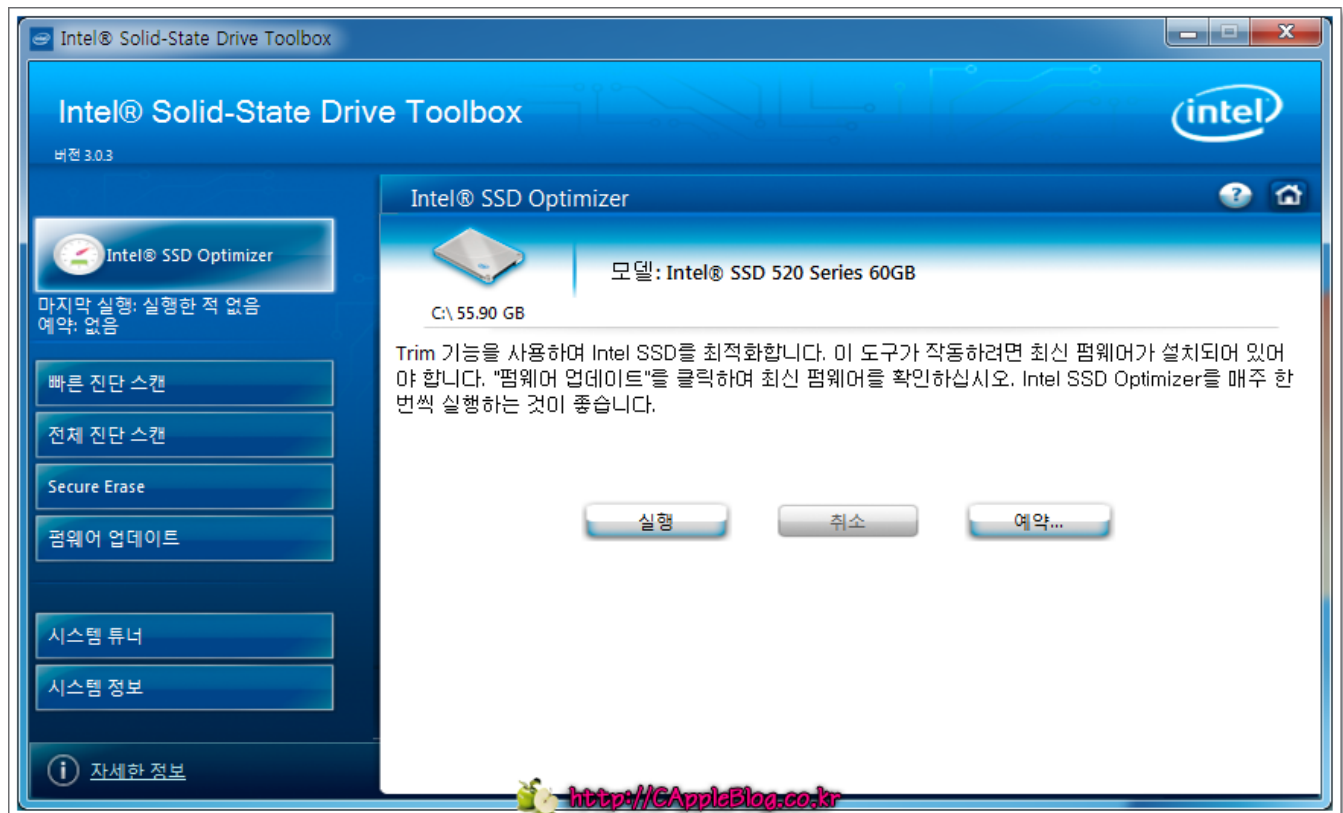 Intel® Solid-State Drive Toolbox
Intel® Solid-State Drive Toolbox
intel
버전 3.0.3
Intel® SSD Optimizer
?
Intel® SSD Optimizer
마지막 실행: 실행한 적 없음
예약: 없음
빠른 진단 스캔
전체 진단 스캔
Secure Erase
펌웨어 업데이트
시스템 튜너
시스템 정보
자세한 정보
모델: Intel® SSD 520 Series 60GB
C:\ 55.90 GB
Trim 기능을 사용하여 Intel SSD를 최적화합니다. 이 도구가 작동하려면 최신 펌웨어가 설치되어 있어
야 합니다. "펌웨어 업데이트"를 클릭하여 최신 펌웨어를 확인하십시오. Intel SSD Optimizer를 매주 한
번씩 실행하는 것이 좋습니다.
실행
취소
예약...
http://CAppleBlog.co.kr